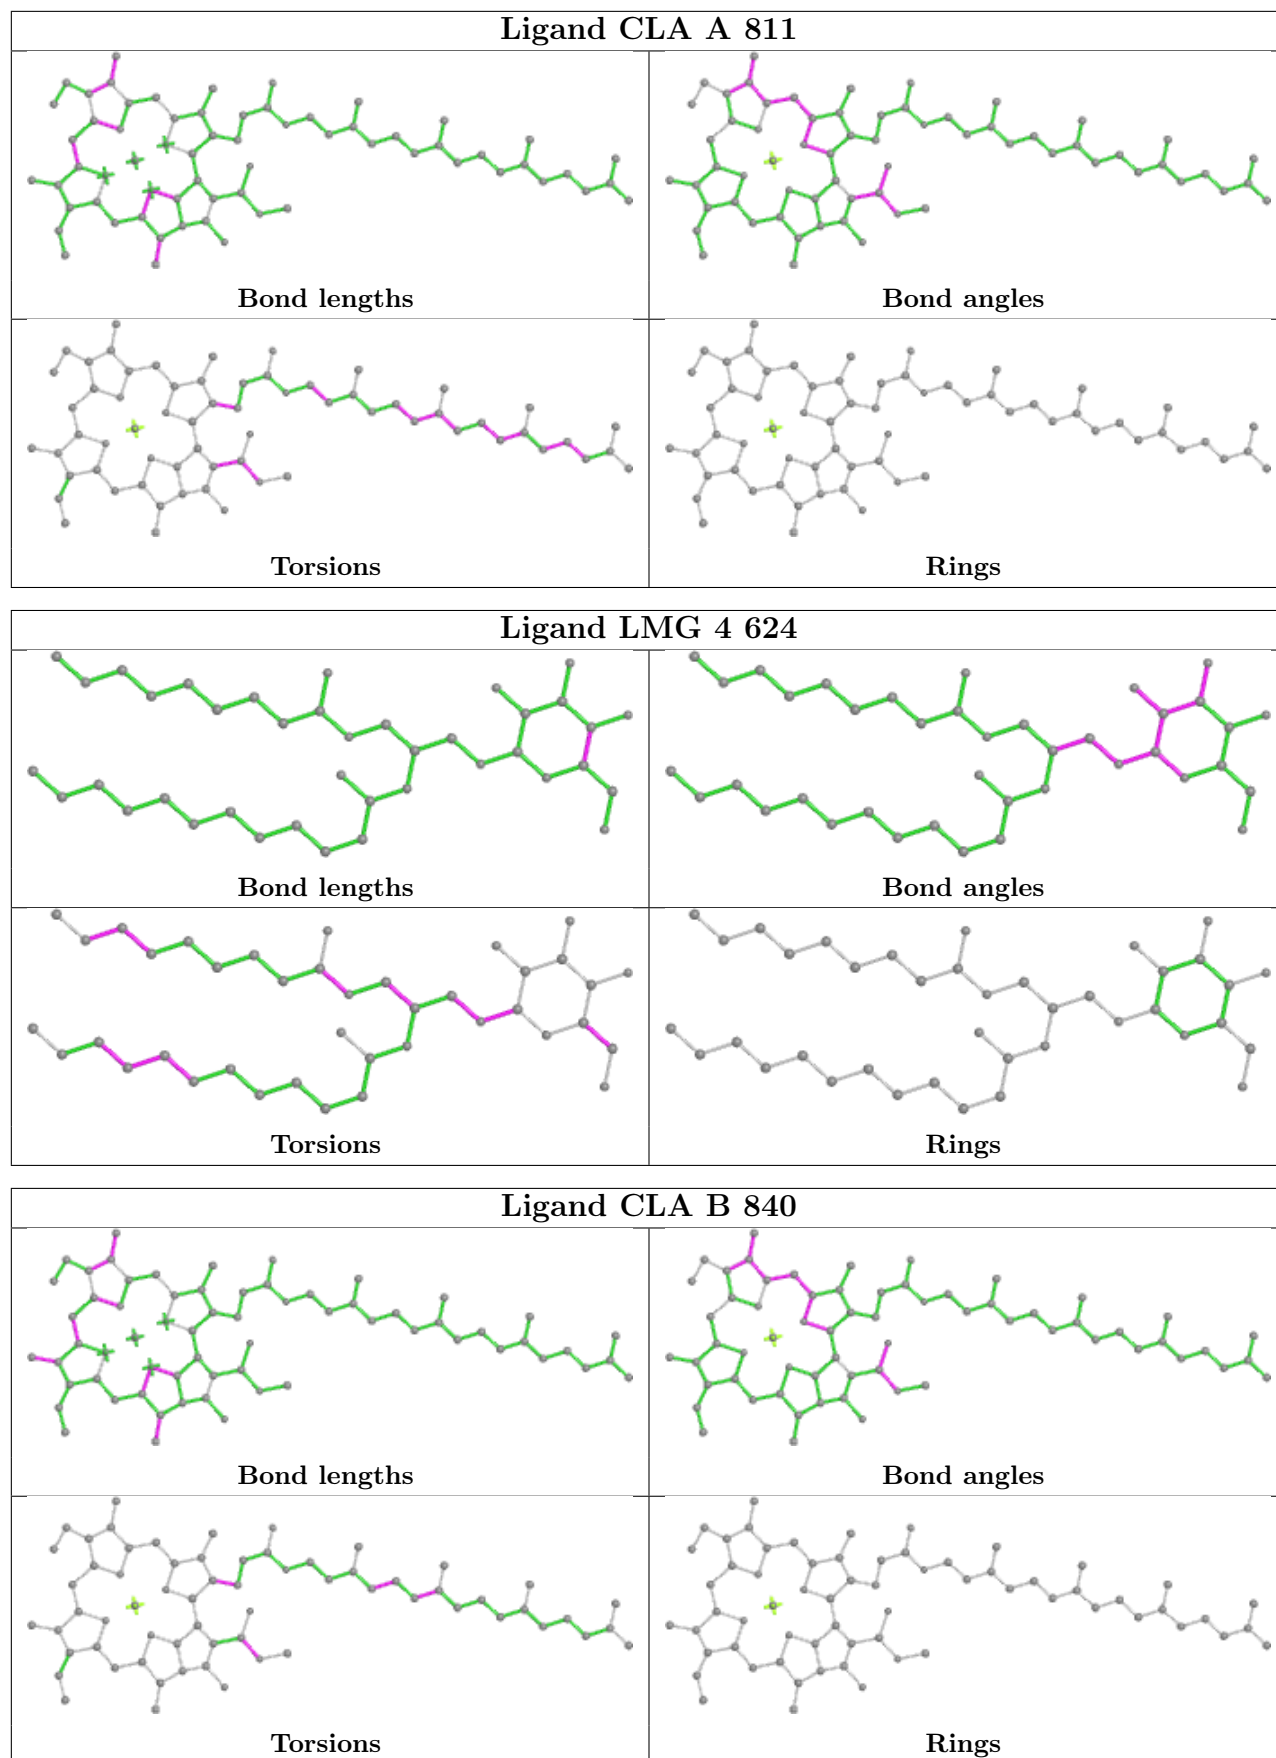 Ligand CLA A 811
Bond lengths
Bond angles
Torsions
Rings
Ligand LMG 4 624
Bond lengths
Bond angles
Torsions
Rings
Ligand CLA B 840
Bond lengths
Bond angles
Torsions
Rings